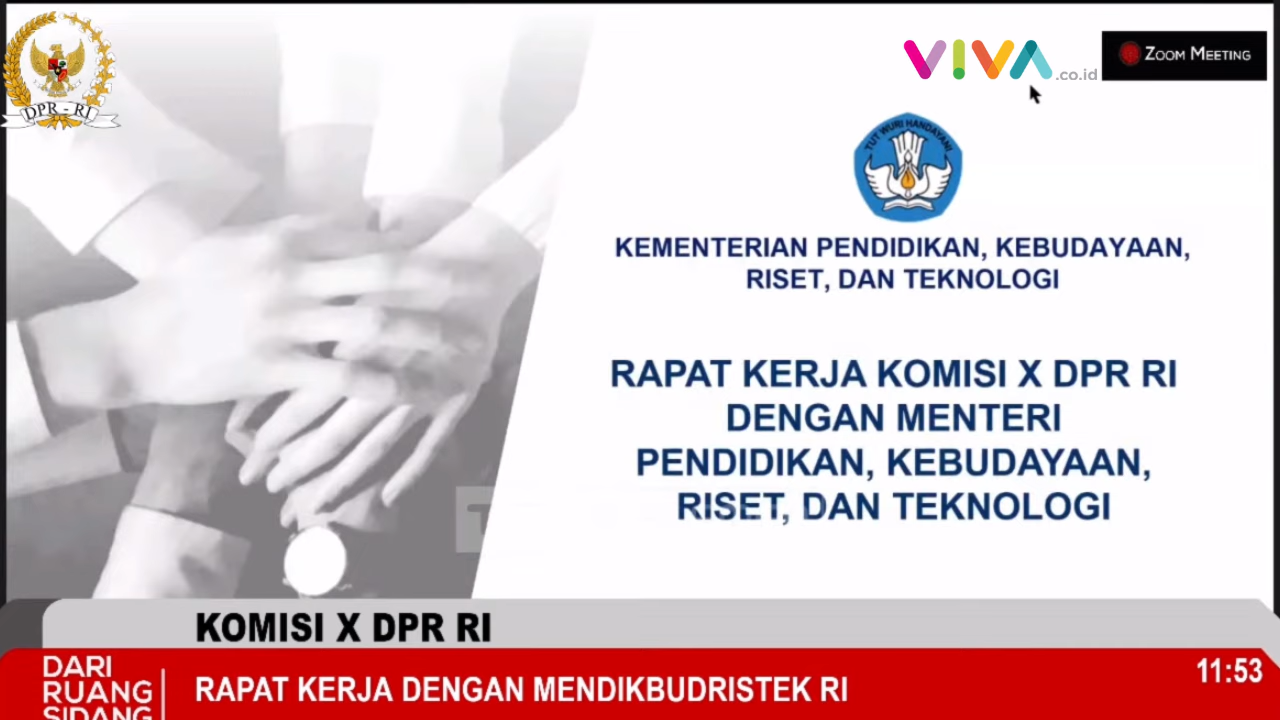 DPR - RI
VIVA.co.id
ZOOM MEETING
TUT WURI HANDAYANI
KEMENTERIAN PENDIDIKAN, KEBUDAYAAN,
RISET, DAN TEKNOLOGI
RAPAT KERJA KOMISI X DPR RI
DENGAN MENTERI
PENDIDIKAN, KEBUDAYAAN,
RISET, DAN TEKNOLOGI
KOMISI X DPR RI
DARI
RUANG
SIDANG
RAPAT KERJA DENGAN MENDIKBUDRISTEK RI
11:53